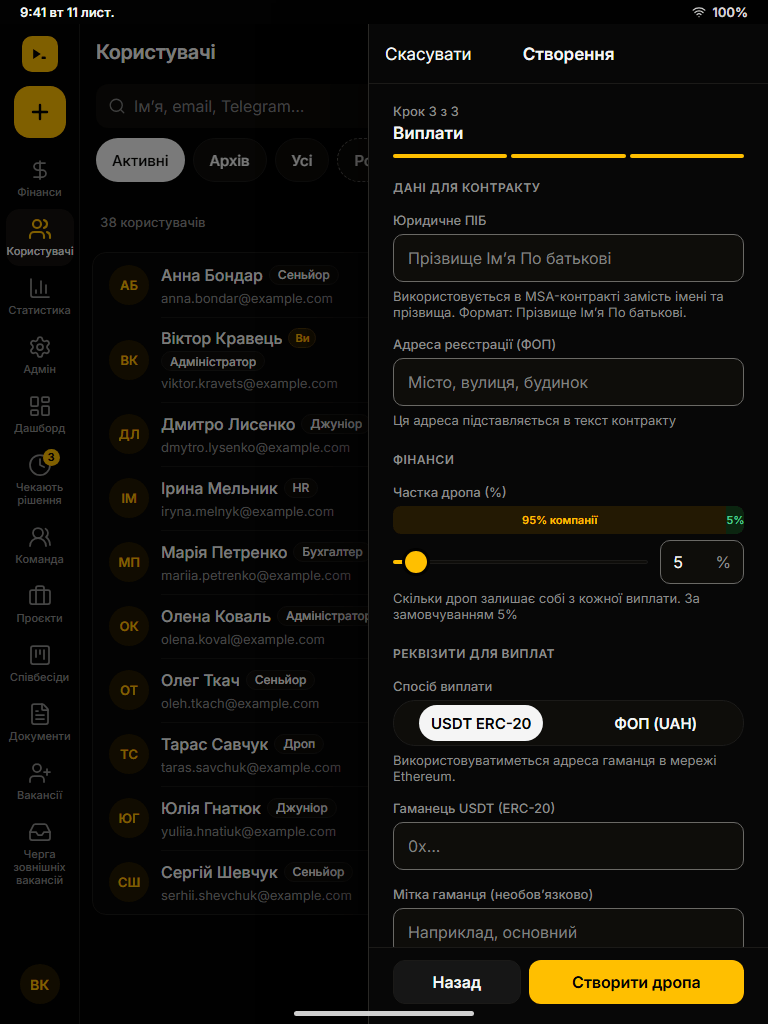 9:41 вт 11 лист.
100%
Користувачі
Ім’я, email, Telegram...
Активні
Архів
Усі
38 користувачів
АБ
Анна Бондар
Сеньйор
anna.bondar@example.com
ВК
Віктор Кравець
Ви
Адміністратор
viktor.kravets@example.com
ДЛ
Дмитро Лисенко
Джуніор
dmytro.lysenko@example.com
ІМ
Ірина Мельник
HR
iryna.melnyk@example.com
МП
Марія Петренко
Бухгалтер
mariia.petrenko@example.com
ОК
Олена Коваль
Адміністратор
olena.koval@example.com
ОТ
Олег Ткач
Сеньйор
oleh.tkach@example.com
ТС
Тарас Савчук
Дроп
taras.savchuk@example.com
ЮГ
Юлія Гнатюк
Джуніор
yuliia.hnatiuk@example.com
СШ
Сергій Шевчук
Сеньйор
serhii.shevchuk@example.com
Фінанси
Користувачі
Статистика
Адмін
Дашборд
3
Чекають
рішення
Команда
Проєкти
Співбесіди
Документи
Вакансії
Черга
зовнішніх
вакансій
ВК
Скасувати
Створення
Крок 3 з 3
Виплати
ДАНІ ДЛЯ КОНТРАКТУ
Юридичне ПІБ
Прізвище Ім’я По батькові
Використовується в MSA-контракті замість імені та
прізвища. Формат: Прізвище Ім’я По батькові.
Адреса реєстрації (ФОП)
Місто, вулиця, будинок
Ця адреса підставляється в текст контракту
ФІНАНСИ
Частка дропа (%)
95% компанії
5%
5
%
Скільки дроп залишає собі з кожної виплати. За
замовчуванням 5%
РЕКВІЗИТИ ДЛЯ ВИПЛАТ
Спосіб виплати
USDT ERC-20
ФОП (UAH)
Використовуватиметься адреса гаманця в мережі
Ethereum.
Гаманець USDT (ERC-20)
0x...
Мітка гаманця (необов’язково)
Наприклад, основний
Назад
Створити дропа